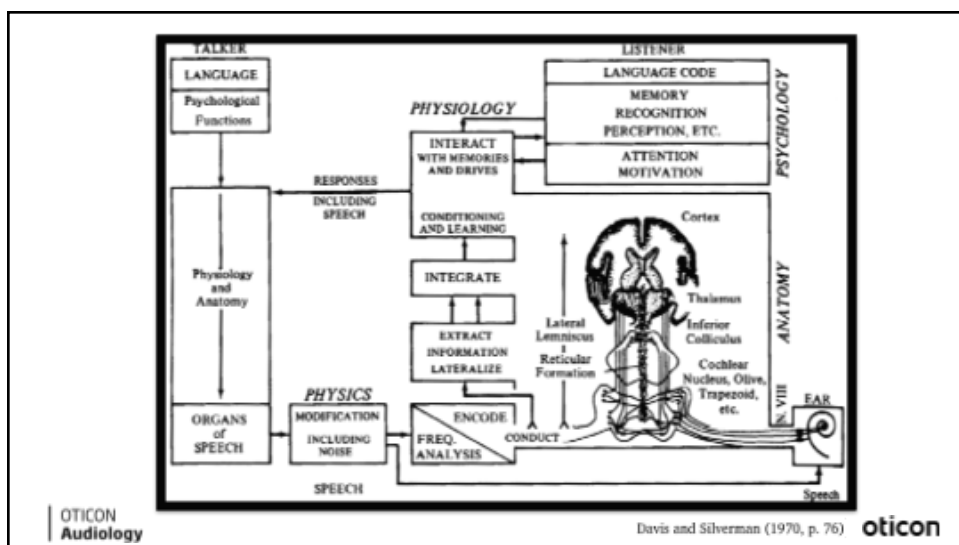 TALKER
LANGUAGE
Psychological
Functions
Physiology
and
Anatomy
ORGANS
of
SPEECH
RESPONSES
INCLUDING
SPEECH
PHYSICS
MODIFICATION
INCLUDING
NOISE
SPEECH
PHYSIOLOGY
INTERACT
WITH MEMORIES
AND DRIVES
CONDITIONING
AND LEARNING
INTEGRATE
EXTRACT
INFORMATION
LATERALIZE
ENCODE
FREQ.
ANALYSIS
CONDUCT
LISTENER
LANGUAGE CODE
MEMORY
RECOGNITION
PERCEPTION, ETC.
ATTENTION
MOTIVATION
PSYCHOLOGY
Cortex
Thalamus
Inferior
Colliculus
Lateral
Lemniscus
Reticular
Formation
Cochlear
Nucleus, Olive,
Trapezoid,
etc.
ANATOMY
N. VIII
EAR
Speech
OTICON
Audiology
Davis and Silverman (1970, p. 76)
oticon